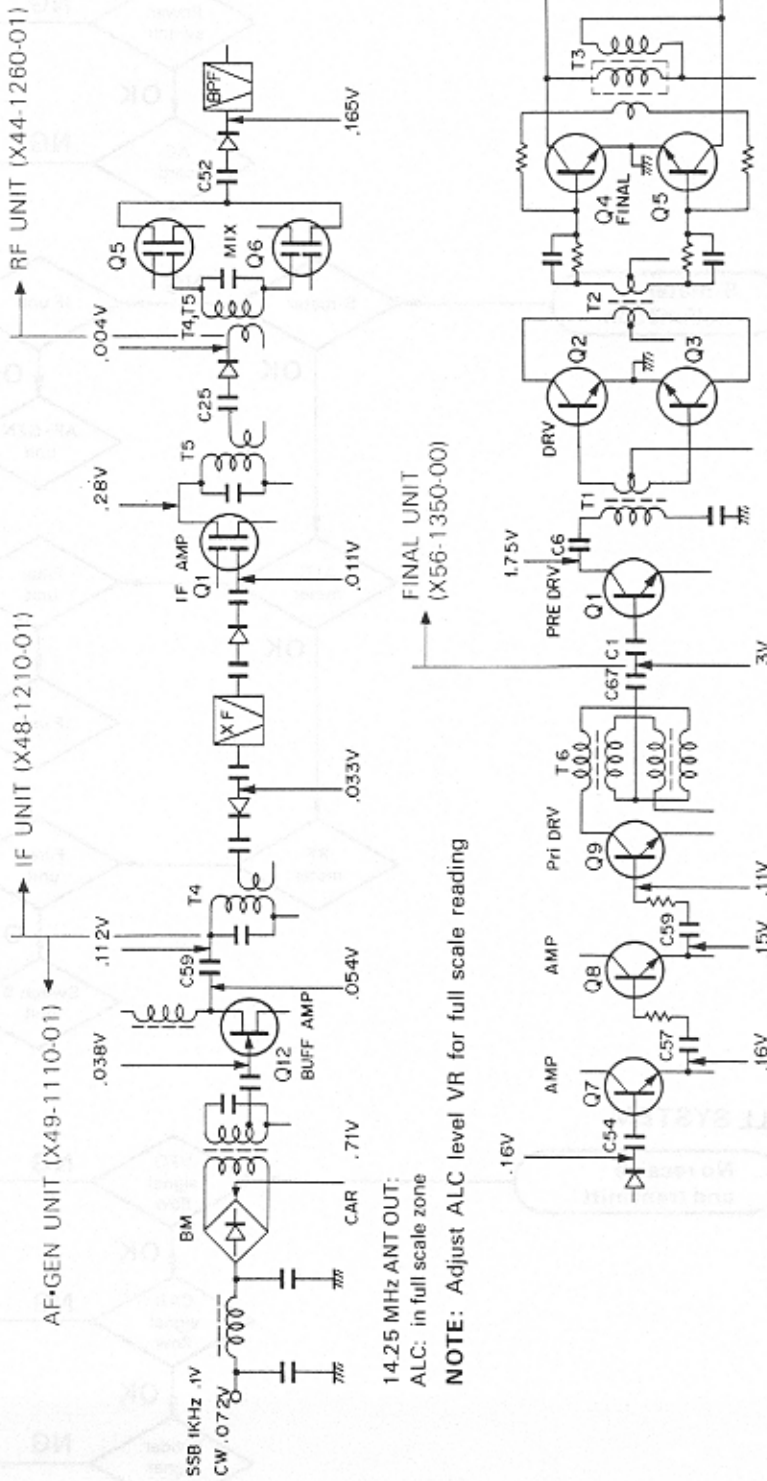 AF•GEN UNIT (X49-1110-01)
IF UNIT (X48-1210-01)
RF UNIT (X44-1260-01)
SSB 1KHz .1V
CW .072V
BM
CAR
.71V
.038V
Q12
BUFF AMP
C59
.054V
.112V
T4
.033V
XF
.011V
IF AMP
Q1
.28V
T5
C25
.004V
T4,T5
Q5
MIX
Q6
C52
.165V
BPF
14.25 MHz ANT OUT:
ALC: in full scale zone
NOTE: Adjust ALC level VR for full scale reading
FINAL UNIT
(X56-1350-00)
.16V
C54
AMP
Q7
.16V
C57
AMP
Q8
.15V
C59
.11V
Pri DRV
Q9
T6
C67
C1
3V
PRE DRV
Q1
1.75V
C6
T1
DRV
Q2
Q3
T2
Q4
FINAL
Q5
T3